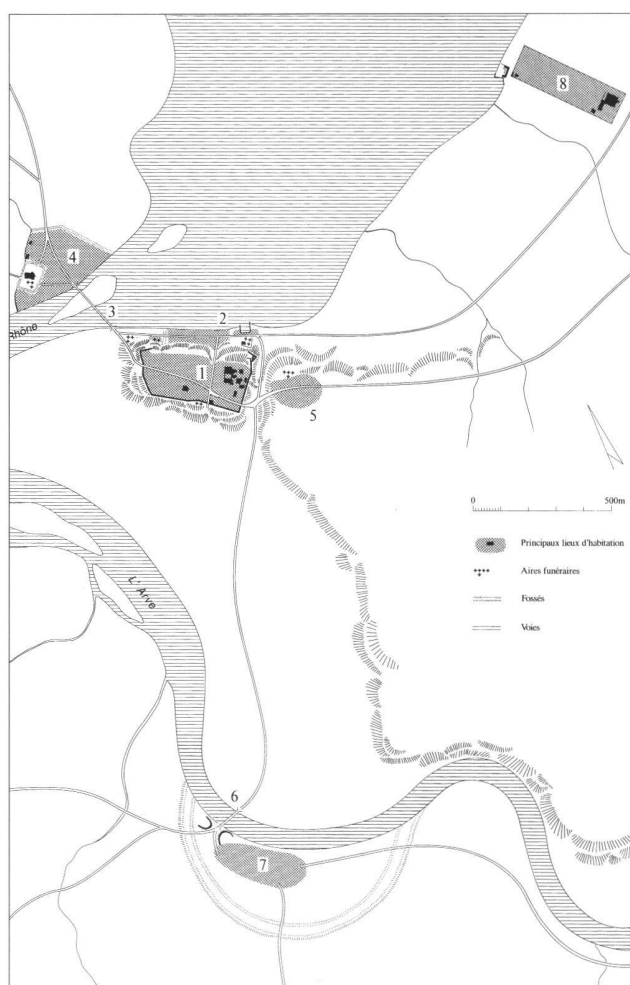 8
4
3
Rhône
2
1
5
0 500m
Principaux lieux d'habitation
Aires funéraires
Fossés
Voies
L'Arve
6
7